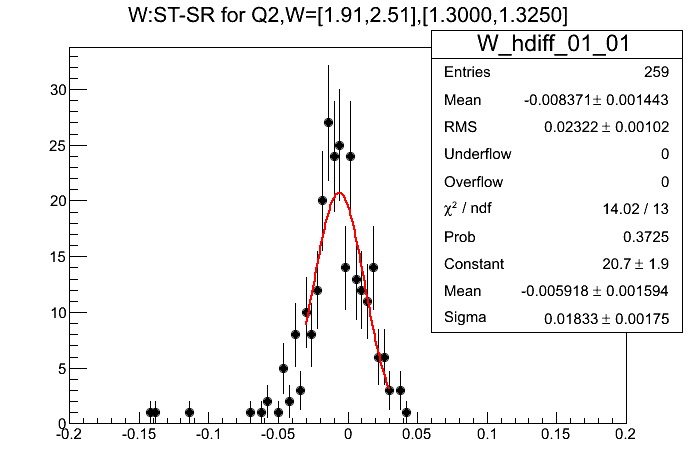 W:ST-SR for Q2,W=[1.91,2.51],[1.3000,1.3250]
W_hdiff_01_01
Entries 259
Mean -0.008371 ± 0.001443
RMS 0.02322 ± 0.00102
Underflow 0
Overflow 0
χ² / ndf 14.02 / 13
Prob 0.3725
Constant 20.7 ± 1.9
Mean -0.005918 ± 0.001594
Sigma 0.01833 ± 0.00175
30
25
20
15
10
5
0
-0.2 -0.15 -0.1 -0.05 0 0.05 0.1 0.15 0.2